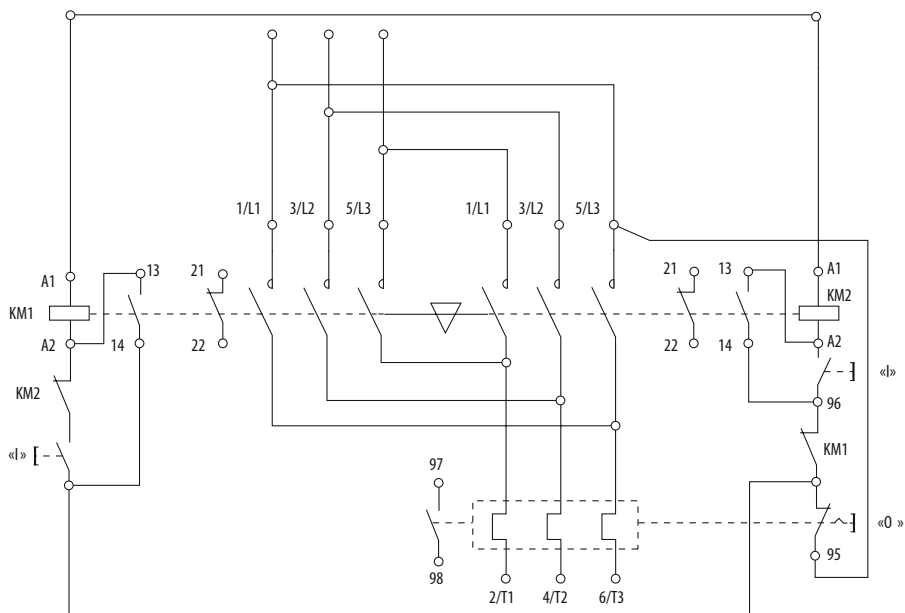 1/L1
3/L2
5/L3
1/L1
3/L2
5/L3
A1
13
21
21
13
A1
KM1
KM2
A2
14
22
22
14
A2
KM2
«I»
96
«I»
KM1
97
«O »
98
95
2/T1
4/T2
6/T3